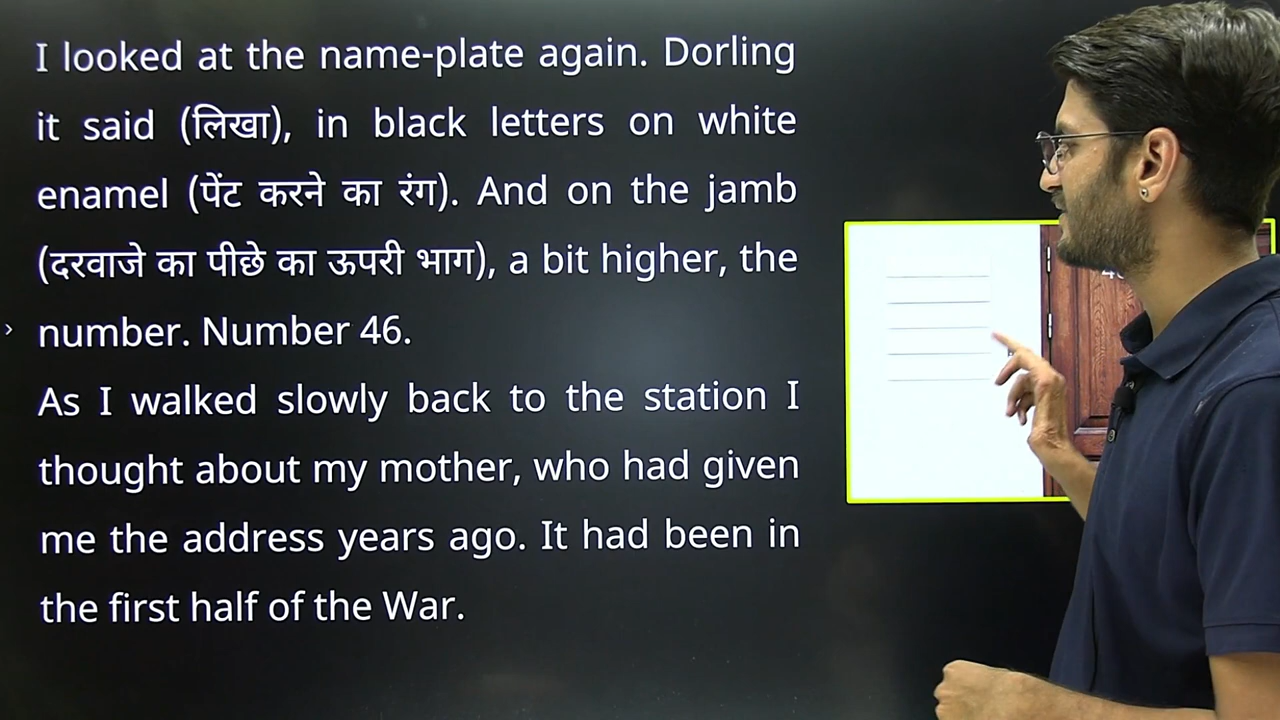 I looked at the name-plate again. Dorling
it said (लिखा), in black letters on white
enamel (पेंट करने का रंग). And on the jamb
(दरवाजे का पीछे का ऊपरी भाग), a bit higher, the
number. Number 46.
As I walked slowly back to the station I
thought about my mother, who had given
me the address years ago. It had been in
the first half of the War.